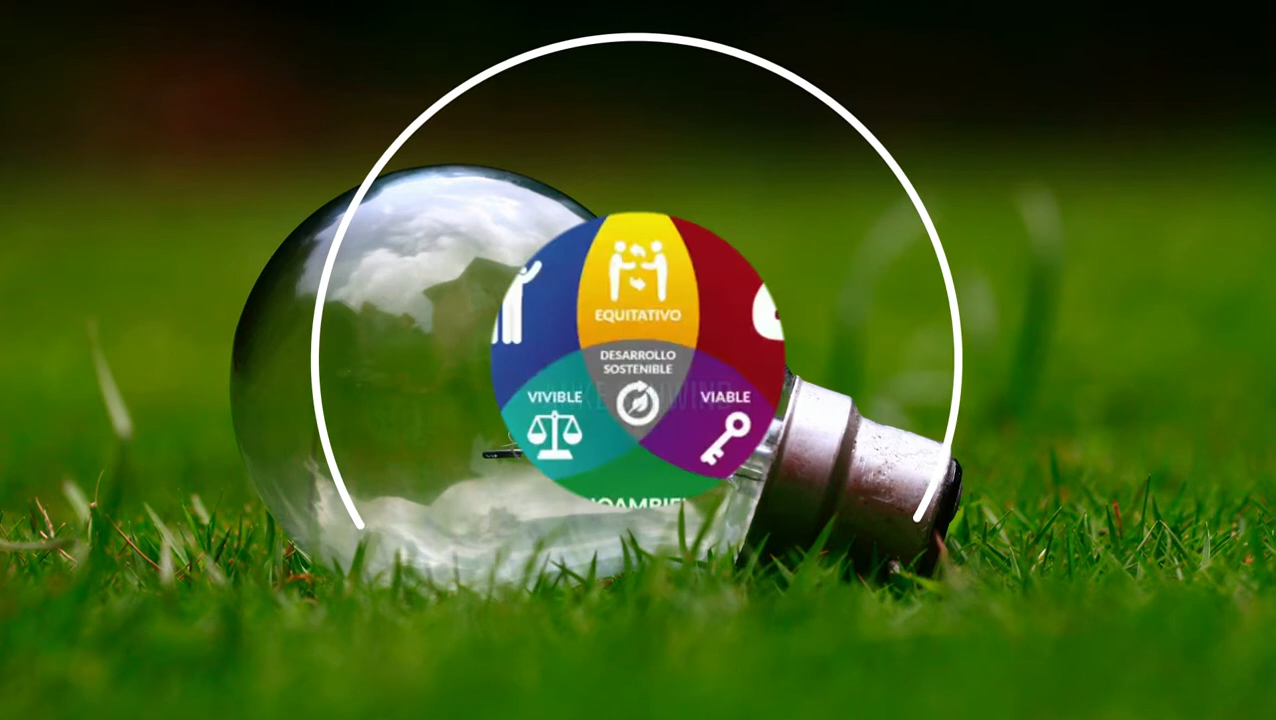 EQUITATIVO
DESARROLLO
SOSTENIBLE
VIVIBLE
VIABLE